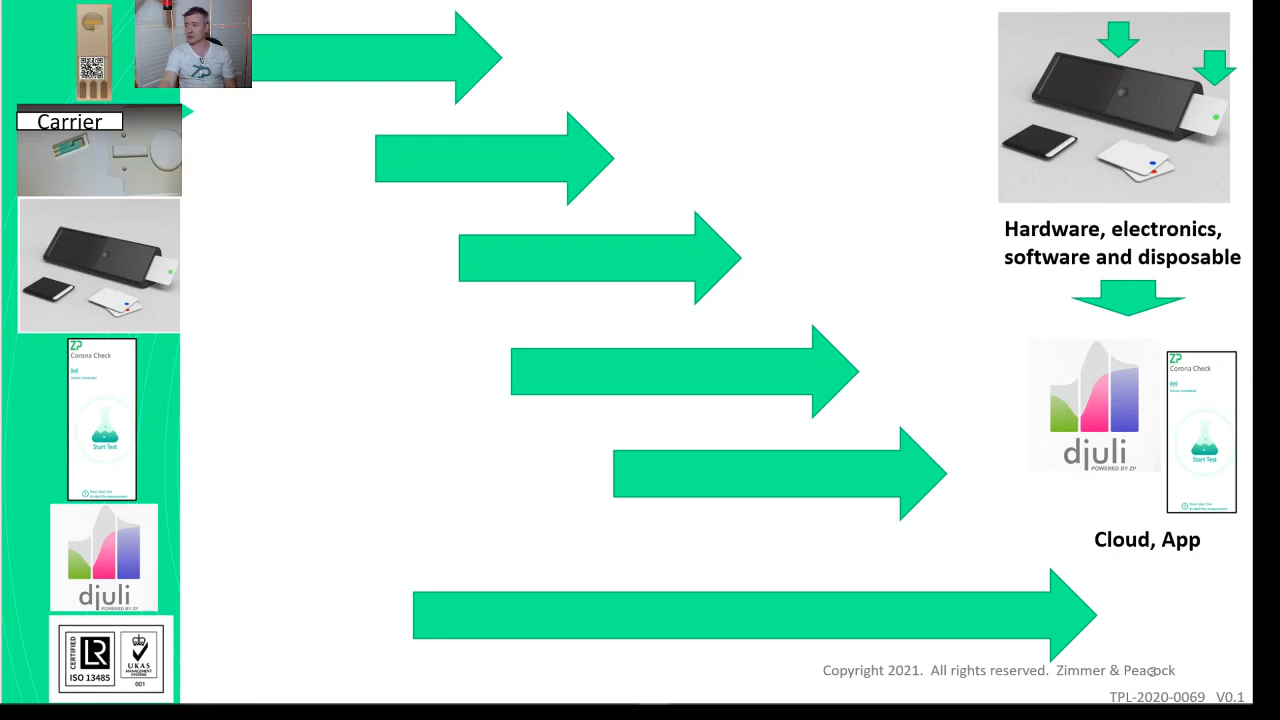 ZP
Carrier
Hardware, electronics,
software and disposable
ZP
Corona Check
Start Test
djuli
POWERED BY ZP
ZP
Corona Check
Start Test
Cloud, App
djuli
POWERED BY ZP
CERTIFIED
LR
ISO 13485
UKAS
MANAGEMENT
SYSTEMS
001
Copyright 2021. All rights reserved. Zimmer & Peacock
3
TPL-2020-0069 V0.1